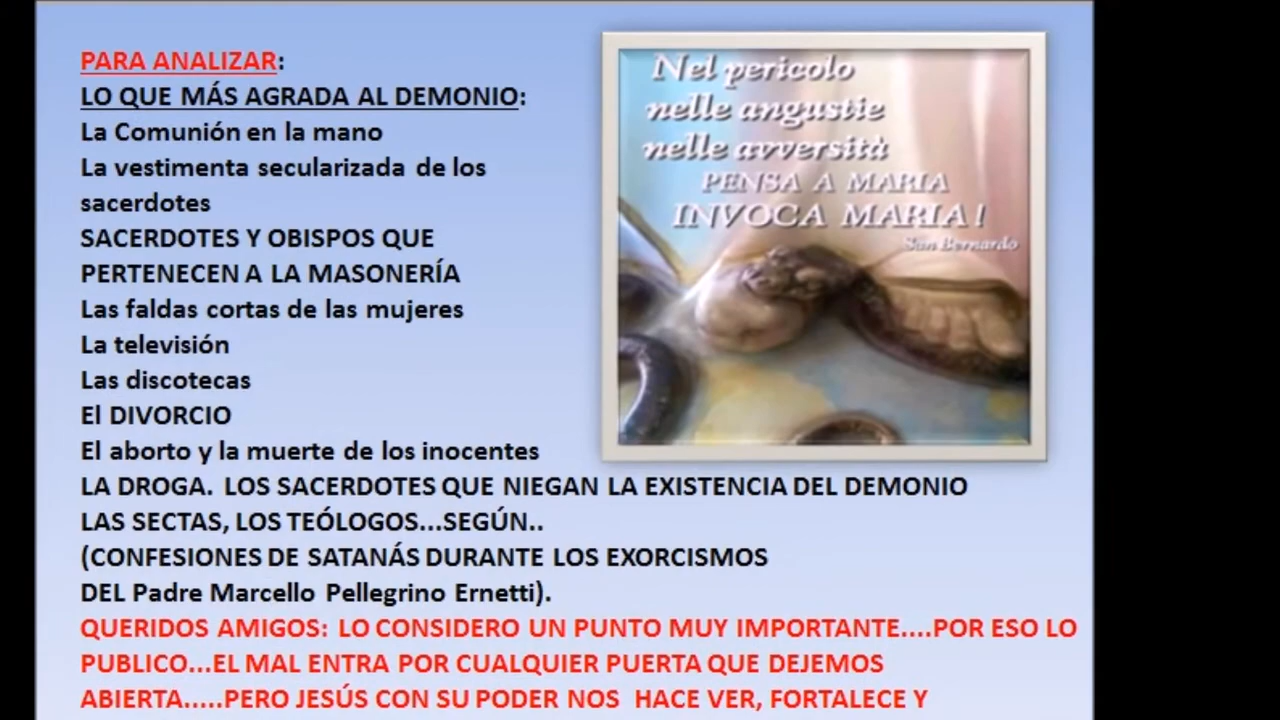 PARA ANALIZAR:
LO QUE MÁS AGRADA AL DEMONIO:
La Comunión en la mano
La vestimenta secularizada de los
sacerdotes
SACERDOTES Y OBISPOS QUE
PERTENECEN A LA MASONERÍA
Las faldas cortas de las mujeres
La televisión
Las discotecas
El DIVORCIO
El aborto y la muerte de los inocentes
LA DROGA. LOS SACERDOTES QUE NIEGAN LA EXISTENCIA DEL DEMONIO
LAS SECTAS, LOS TEÓLOGOS...SEGÚN..
(CONFESIONES DE SATANÁS DURANTE LOS EXORCISMOS
DEL Padre Marcello Pellegrino Ernetti).
QUERIDOS AMIGOS: LO CONSIDERO UN PUNTO MUY IMPORTANTE....POR ESO LO
PUBLICO...EL MAL ENTRA POR CUALQUIER PUERTA QUE DEJEMOS
ABIERTA.....PERO JESÚS CON SU PODER NOS HACE VER, FORTALECE Y
Nel pericolo
nelle angustie
nelle avversità
PENSA A MARIA
INVOCA MARIA!
San Bernardo